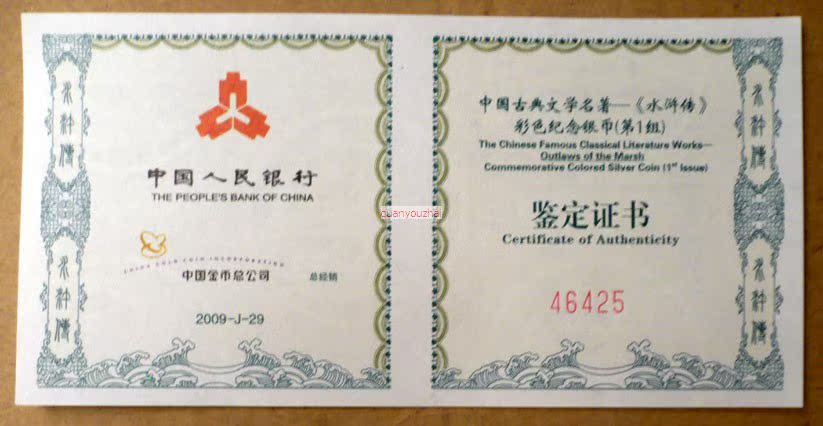 中国人民银行
THE PEOPLE'S BANK OF CHINA
CHINA GOLD COIN INCORPORATION
中国金币总公司 总经销
2009-J-29
水浒传
水浒传
quanyouzhai
中国古典文学名著—《水浒传》
彩色纪念银币(第1组)
The Chinese Famous Classical Literature Works—
Outlaws of the Marsh
Commemorative Colored Silver Coin (1st Issue)
鉴定证书
Certificate of Authenticity
46425
水浒传
水浒传